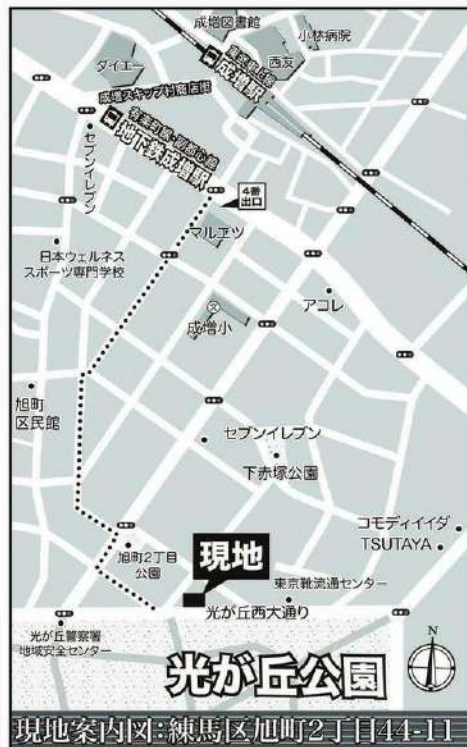 成増図書館
小林病院
西友
東武東上線
成増駅
ダイエー
成増スキップ村商店街
有楽町線・副都心線
地下鉄成増駅
セブンイレブン
4番
出口
マルエツ
日本ウェルネス
スポーツ専門学校
文
成増小
アコレ
旭町
区民館
セブンイレブン
下赤塚公園
コモディイイダ
TSUTAYA
旭町2丁目
公園
現地
東京靴流通センター
光が丘西大通り
光が丘警察署
地域安全センター
光が丘公園
N
現地案内図:練馬区旭町2丁目44-11